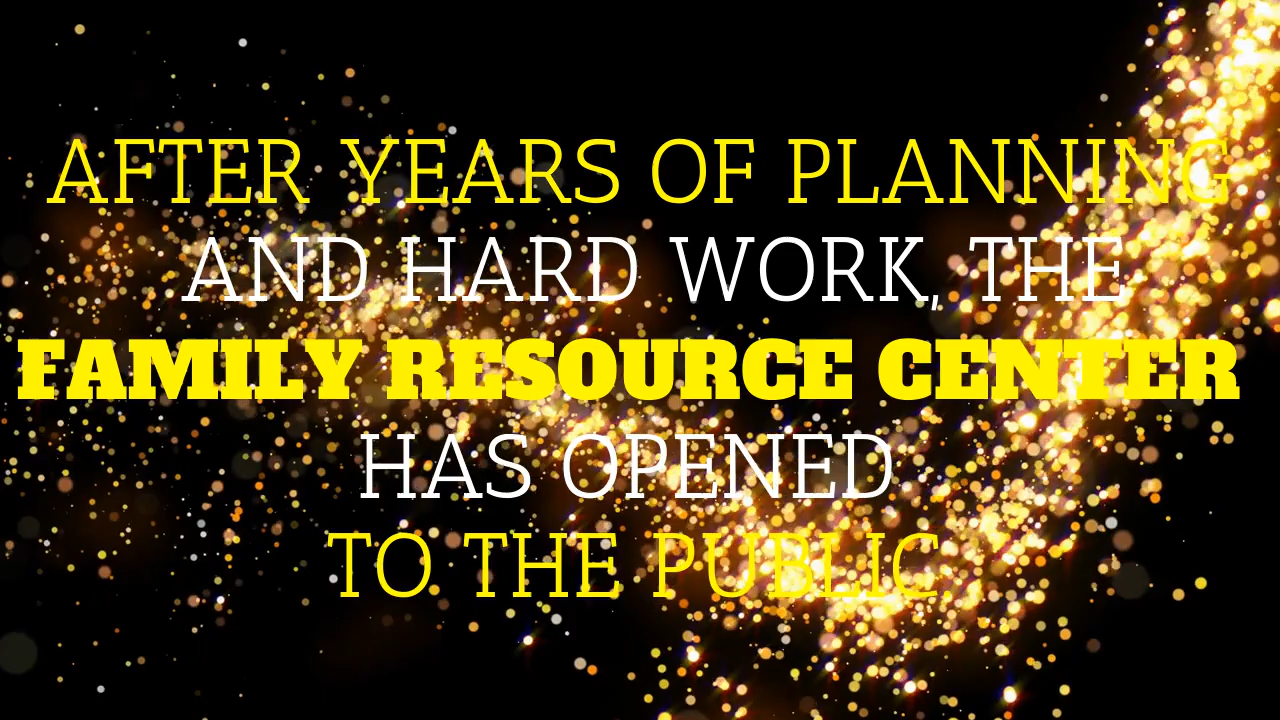 AFTER YEARS OF PLANNING
AND HARD WORK, THE
FAMILY RESOURCE CENTER
HAS OPENED
TO THE PUBLIC.